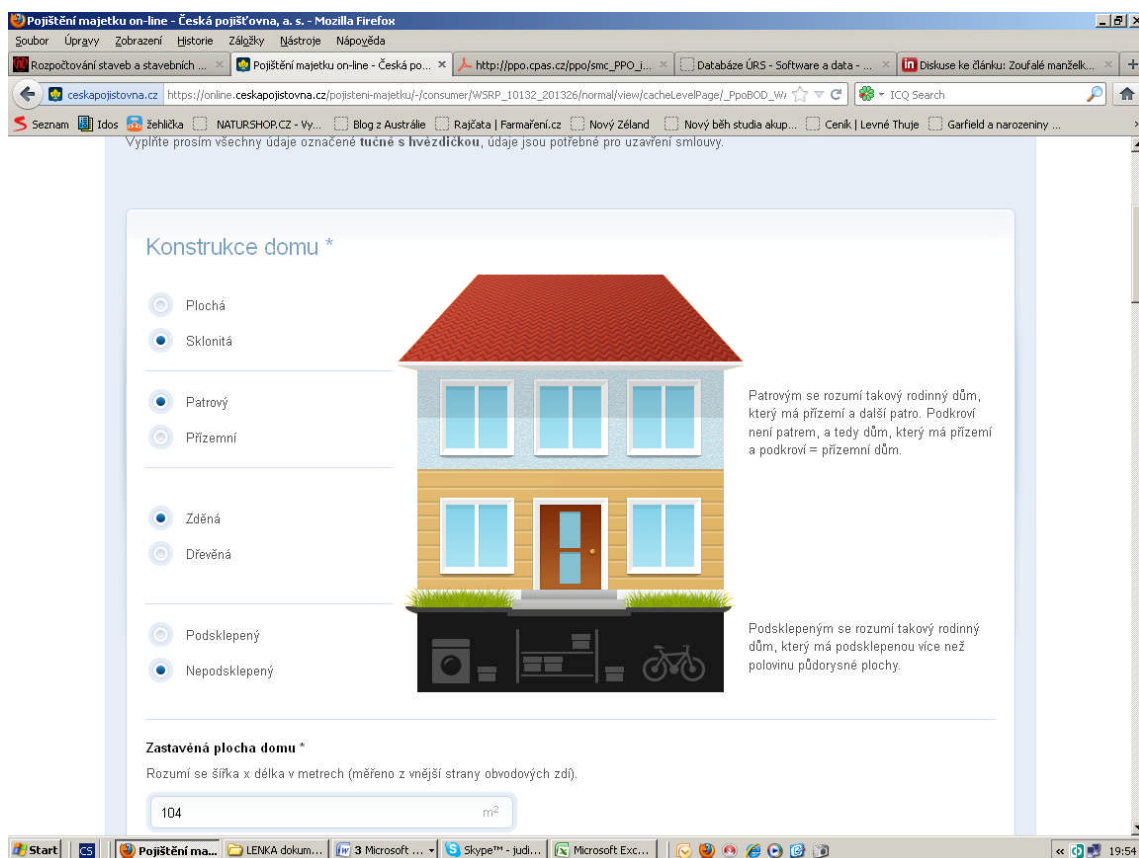 Pojištění majetku on-line - Česká pojišťovna, a. s. - Mozilla Firefox
Soubor Úpravy Zobrazení Historie Záložky Nástroje Nápověda
Rozpočtování staveb a stavebních ... Pojištění majetku on-line - Česká po... http://ppo.cpas.cz/ppo/smc_PPO_i... Databáze ÚRS - Software a data - ... Diskuse ke článku: Zoufalé manželk...
ceskapojistovna.cz https://online.ceskapojistovna.cz/pojisteni-majetku/-/consumer/WSRP_10132_201326/normal/view/cacheLevelPage/_PpoBOD_W ICQ Search
Seznam Idos žehlička NATURSHOP.CZ - Vy... Blog z Austrálie Rajčata | Farmaření.cz Nový Zéland Nový běh studia akup... Ceník | Levné Thuje Garfield a narozeniny ...
Vyplňte prosím všechny údaje označené tučně s hvězdičkou, údaje jsou potřebné pro uzavření smlouvy.
Konstrukce domu *
Plochá
Sklonitá
Patrový
Přízemní
Patrovým se rozumí takový rodinný dům,
který má přízemí a další patro. Podkroví
není patrem, a tedy dům, který má přízemí
a podkroví = přízemní dům.
Zděná
Dřevěná
Podsklepený
Nepodsklepený
Podsklepeným se rozumí takový rodinný
dům, který má podsklepenou více než
polovinu půdorysné plochy.
Zastavěná plocha domu *
Rozumí se šířka x délka v metrech (měřeno z vnější strany obvodových zdí).
104 m²
Start CS Pojištění ma... LENKA dokum... 3 Microsoft ... Skype™ - judi... Microsoft Exc... 19:54